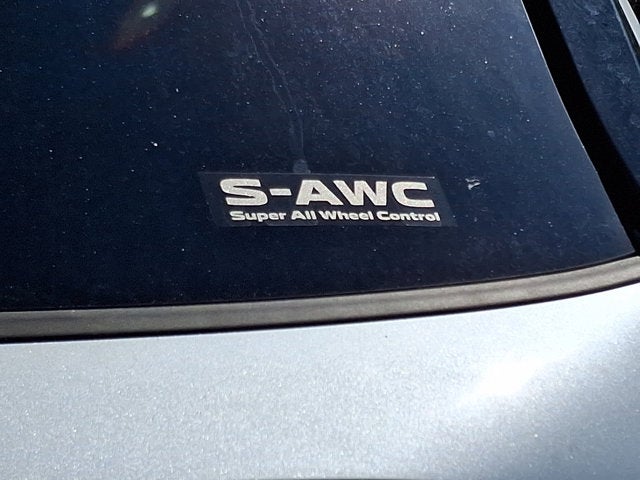 S-AWC
Super All Wheel Control